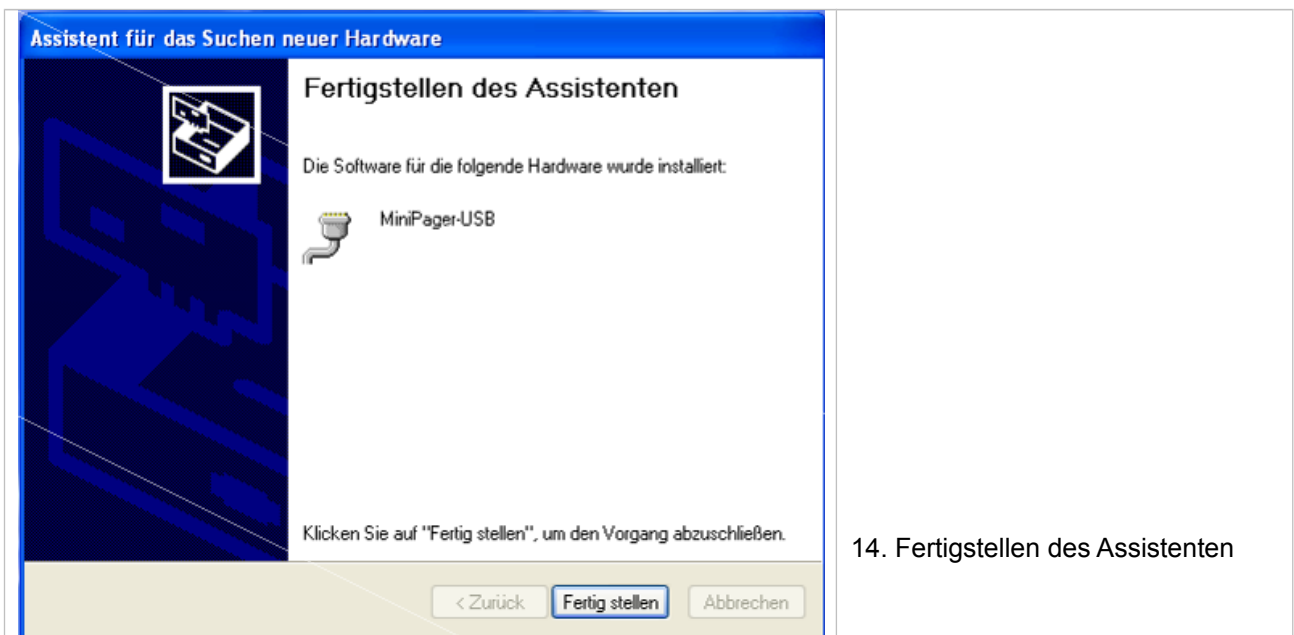 Assistent für das Suchen neuer Hardware
Fertigstellen des Assistenten
Die Software für die folgende Hardware wurde installiert:
MiniPager-USB
Klicken Sie auf "Fertig stellen", um den Vorgang abzuschließen.
< Zurück Fertig stellen Abbrechen
14. Fertigstellen des Assistenten